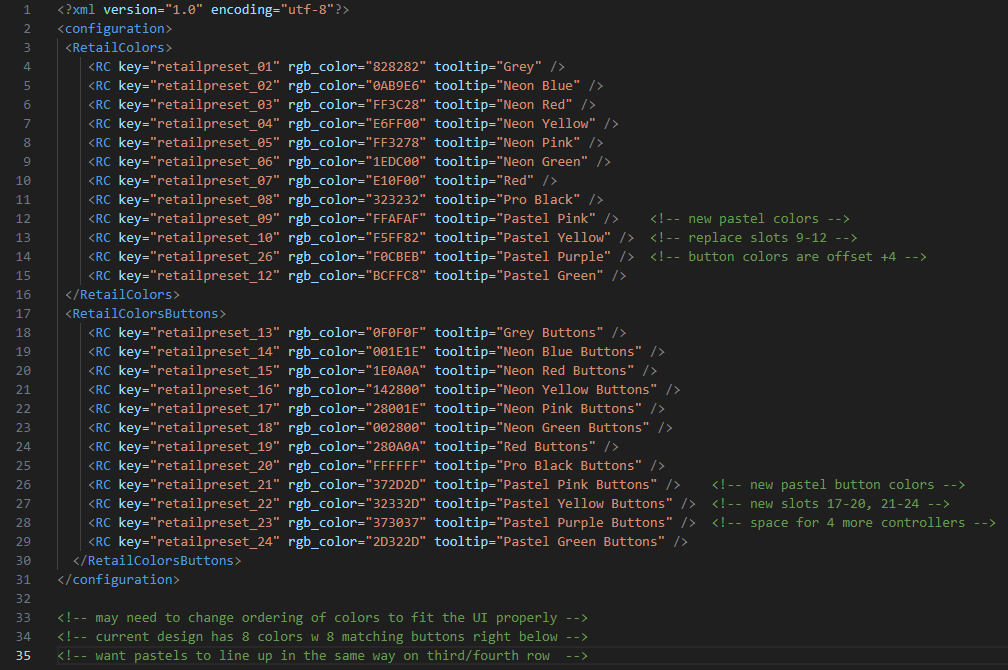 1 <?xml version="1.0" encoding="utf-8"?>
2 <configuration>
3 <RetailColors>
4 <RC key="retailpreset_01" rgb_color="828282" tooltip="Grey" />
5 <RC key="retailpreset_02" rgb_color="0AB9E6" tooltip="Neon Blue" />
6 <RC key="retailpreset_03" rgb_color="FF3C28" tooltip="Neon Red" />
7 <RC key="retailpreset_04" rgb_color="E6FF00" tooltip="Neon Yellow" />
8 <RC key="retailpreset_05" rgb_color="FF3278" tooltip="Neon Pink" />
9 <RC key="retailpreset_06" rgb_color="1EDC00" tooltip="Neon Green" />
10 <RC key="retailpreset_07" rgb_color="E10F00" tooltip="Red" />
11 <RC key="retailpreset_08" rgb_color="323232" tooltip="Pro Black" />
12 <RC key="retailpreset_09" rgb_color="FFAFAF" tooltip="Pastel Pink" /> <!-- new pastel colors -->
13 <RC key="retailpreset_10" rgb_color="F5FF82" tooltip="Pastel Yellow" /> <!-- replace slots 9-12 -->
14 <RC key="retailpreset_26" rgb_color="F0CBEB" tooltip="Pastel Purple" /> <!-- button colors are offset +4 -->
15 <RC key="retailpreset_12" rgb_color="BCFFC8" tooltip="Pastel Green" />
16 </RetailColors>
17 <RetailColorsButtons>
18 <RC key="retailpreset_13" rgb_color="0F0F0F" tooltip="Grey Buttons" />
19 <RC key="retailpreset_14" rgb_color="001E1E" tooltip="Neon Blue Buttons" />
20 <RC key="retailpreset_15" rgb_color="1E0A0A" tooltip="Neon Red Buttons" />
21 <RC key="retailpreset_16" rgb_color="142800" tooltip="Neon Yellow Buttons" />
22 <RC key="retailpreset_17" rgb_color="28001E" tooltip="Neon Pink Buttons" />
23 <RC key="retailpreset_18" rgb_color="002800" tooltip="Neon Green Buttons" />
24 <RC key="retailpreset_19" rgb_color="280A0A" tooltip="Red Buttons" />
25 <RC key="retailpreset_20" rgb_color="FFFFFF" tooltip="Pro Black Buttons" />
26 <RC key="retailpreset_21" rgb_color="372D2D" tooltip="Pastel Pink Buttons" /> <!-- new pastel button colors -->
27 <RC key="retailpreset_22" rgb_color="32332D" tooltip="Pastel Yellow Buttons" /> <!-- new slots 17-20, 21-24 -->
28 <RC key="retailpreset_23" rgb_color="373037" tooltip="Pastel Purple Buttons" /> <!-- space for 4 more controllers -->
29 <RC key="retailpreset_24" rgb_color="2D322D" tooltip="Pastel Green Buttons" />
30 </RetailColorsButtons>
31 </configuration>
32
33 <!-- may need to change ordering of colors to fit the UI properly -->
34 <!-- current design has 8 colors w 8 matching buttons right below -->
35 <!-- want pastels to line up in the same way on third/fourth row -->